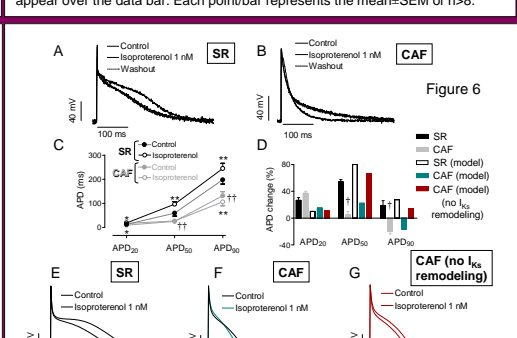 appear over the data bar. Each point/bar represents the mean±SEM of n>8.
A
Control
Isoproterenol 1 nM
Washout
SR
40 mV
100 ms
B
Control
Isoproterenol 1 nM
Washout
CAF
40 mV
100 ms
Figure 6
C
SR
Control
Isoproterenol
CAF
Control
Isoproterenol
APD (ms)
300
200
100
0
*
*
**
††
**
††
**
APD20
APD50
APD90
D
APD change (%)
80
40
0
-40
†
†
APD20
APD50
APD90
SR
CAF
SR (model)
CAF (model)
CAF (model)
(no IKs
remodeling)
E
SR
Control
Isoproterenol 1 nM
F
CAF
Control
Isoproterenol 1 nM
G
CAF (no IKs
remodeling)
Control
Isoproterenol 1 nM